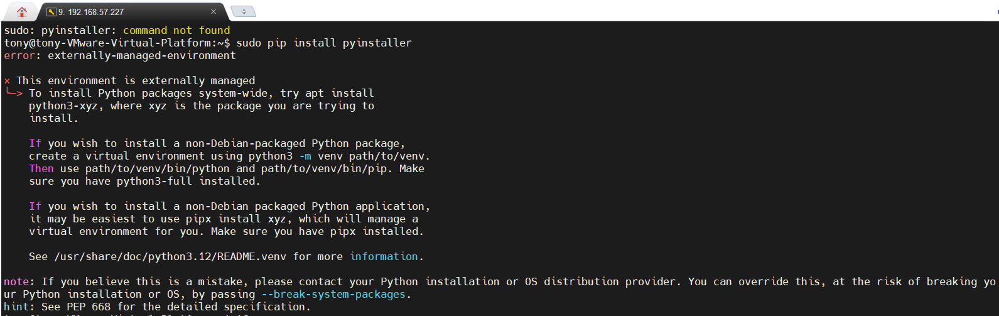 9. 192.168.57.227
sudo: pyinstaller: command not found
tony@tony-VMware-Virtual-Platform:~$ sudo pip install pyinstaller
error: externally-managed-environment
× This environment is externally managed
╰─> To install Python packages system-wide, try apt install
python3-xyz, where xyz is the package you are trying to
install.
If you wish to install a non-Debian-packaged Python package,
create a virtual environment using python3 -m venv path/to/venv.
Then use path/to/venv/bin/python and path/to/venv/bin/pip. Make
sure you have python3-full installed.
If you wish to install a non-Debian packaged Python application,
it may be easiest to use pipx install xyz, which will manage a
virtual environment for you. Make sure you have pipx installed.
See /usr/share/doc/python3.12/README.venv for more information.
note: If you believe this is a mistake, please contact your Python installation or OS distribution provider. You can override this, at the risk of breaking yo
ur Python installation or OS, by passing --break-system-packages.
hint: See PEP 668 for the detailed specification.